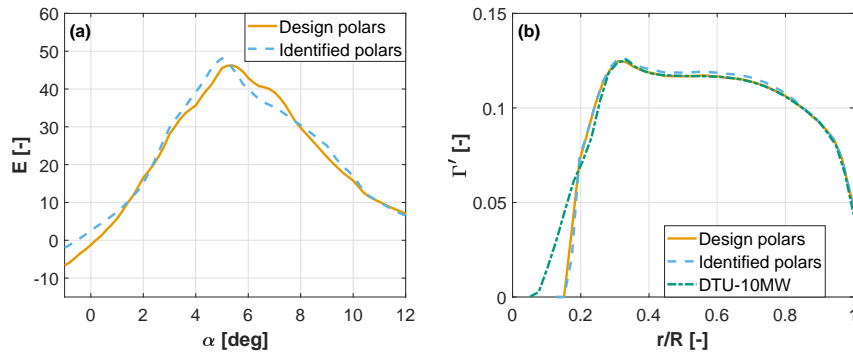 (a)
Design polars
Identified polars
E [-]
60
50
40
30
20
10
0
-10
0 2 4 6 8 10 12
α [deg]
(b)
Γ′ [-]
0.15
0.1
0.05
0
Design polars
Identified polars
DTU-10MW
0 0.2 0.4 0.6 0.8 1
r/R [-]